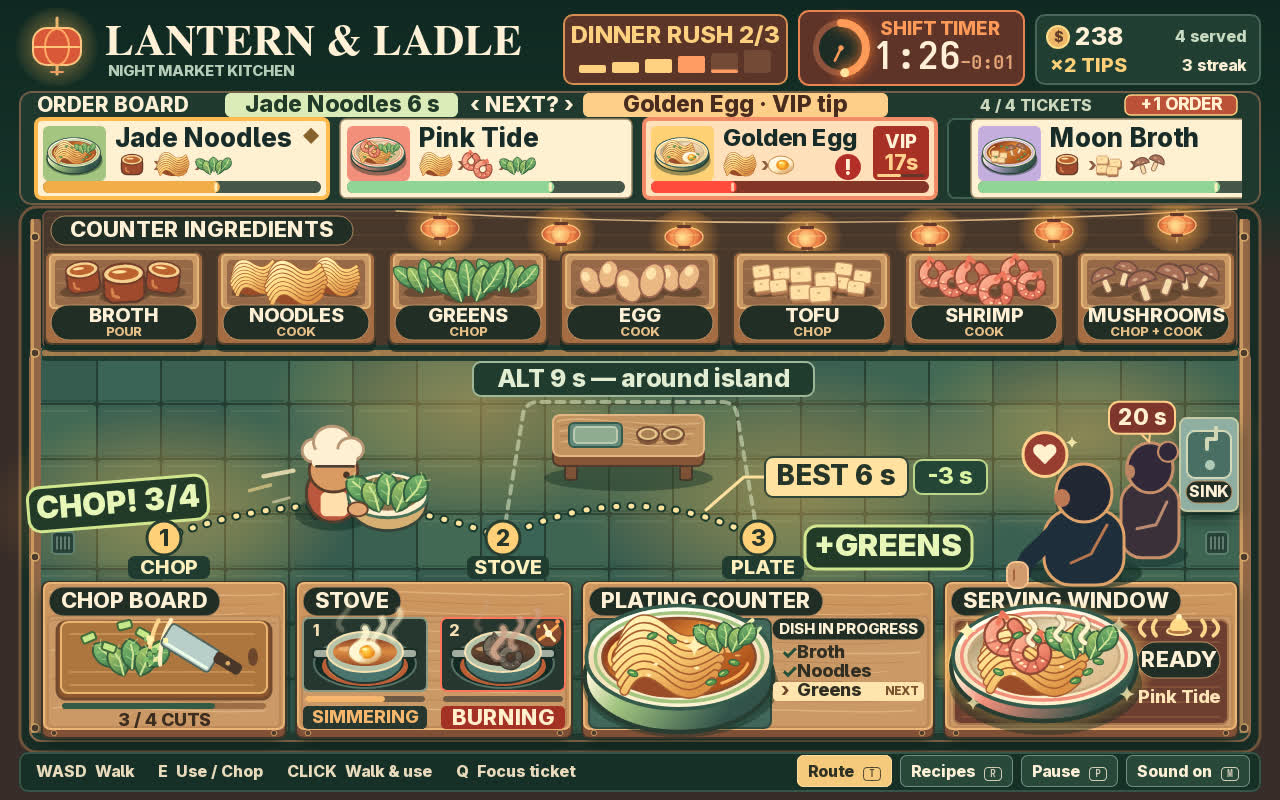 LANTERN & LADLE
NIGHT MARKET KITCHEN
DINNER RUSH 2/3
SHIFT TIMER
1:26 -0:01
$ 238
4 served
×2 TIPS
3 streak
ORDER BOARD
Jade Noodles 6 s
‹ NEXT? ›
Golden Egg · VIP tip
4 / 4 TICKETS
+1 ORDER
Jade Noodles
Pink Tide
Golden Egg
!
VIP
17s
Moon Broth
COUNTER INGREDIENTS
BROTH
POUR
NOODLES
COOK
GREENS
CHOP
EGG
COOK
TOFU
CHOP
SHRIMP
COOK
MUSHROOMS
CHOP + COOK
ALT 9 s — around island
20 s
SINK
BEST 6 s
-3 s
CHOP! 3/4
1
CHOP
2
STOVE
3
PLATE
+GREENS
CHOP BOARD
3 / 4 CUTS
STOVE
1
2
SIMMERING
BURNING
PLATING COUNTER
DISH IN PROGRESS
✓Broth
✓Noodles
› Greens NEXT
SERVING WINDOW
READY
Pink Tide
WASD Walk
E Use / Chop
CLICK Walk & use
Q Focus ticket
Route T
Recipes R
Pause P
Sound on M